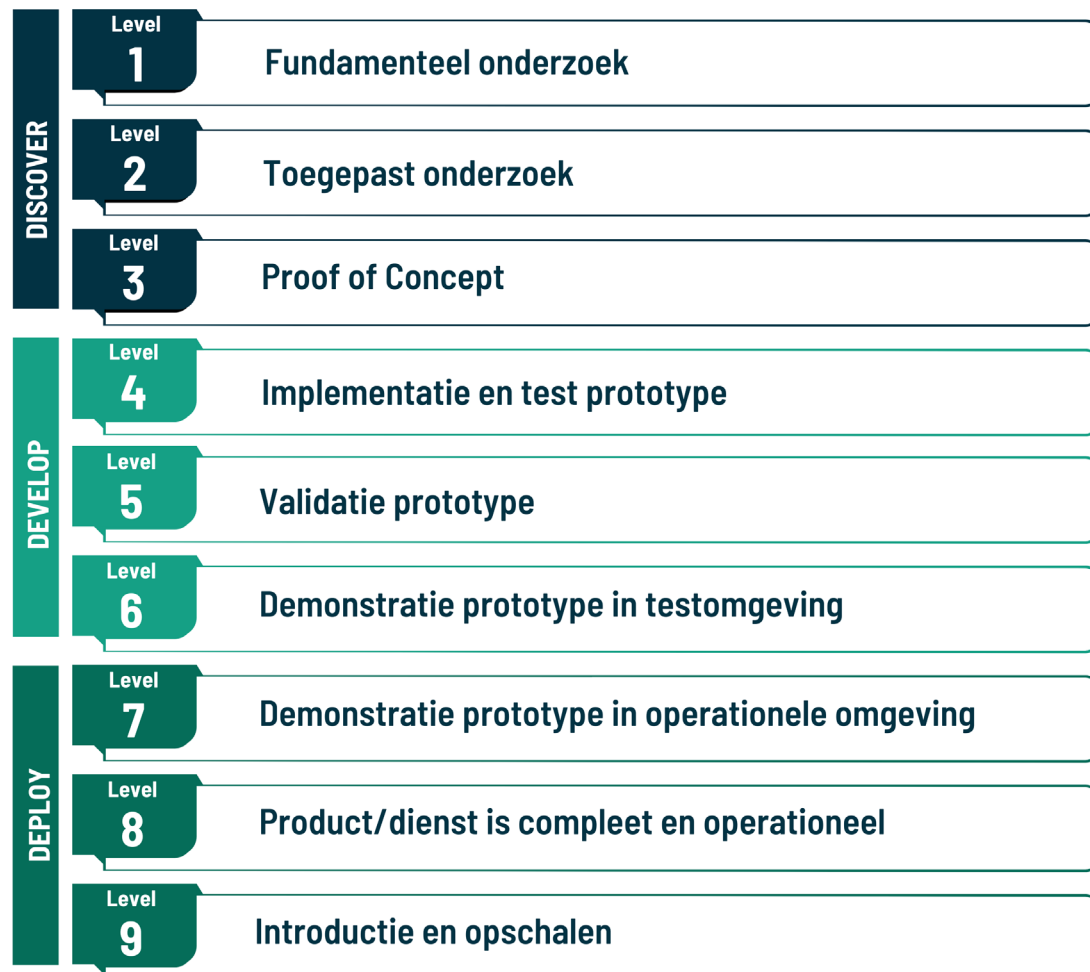 DISCOVER
Level
1
Fundamenteel onderzoek
Level
2
Toegepast onderzoek
Level
3
Proof of Concept
DEVELOP
Level
4
Implementatie en test prototype
Level
5
Validatie prototype
Level
6
Demonstratie prototype in testomgeving
DEPLOY
Level
7
Demonstratie prototype in operationele omgeving
Level
8
Product/dienst is compleet en operationeel
Level
9
Introductie en opschalen